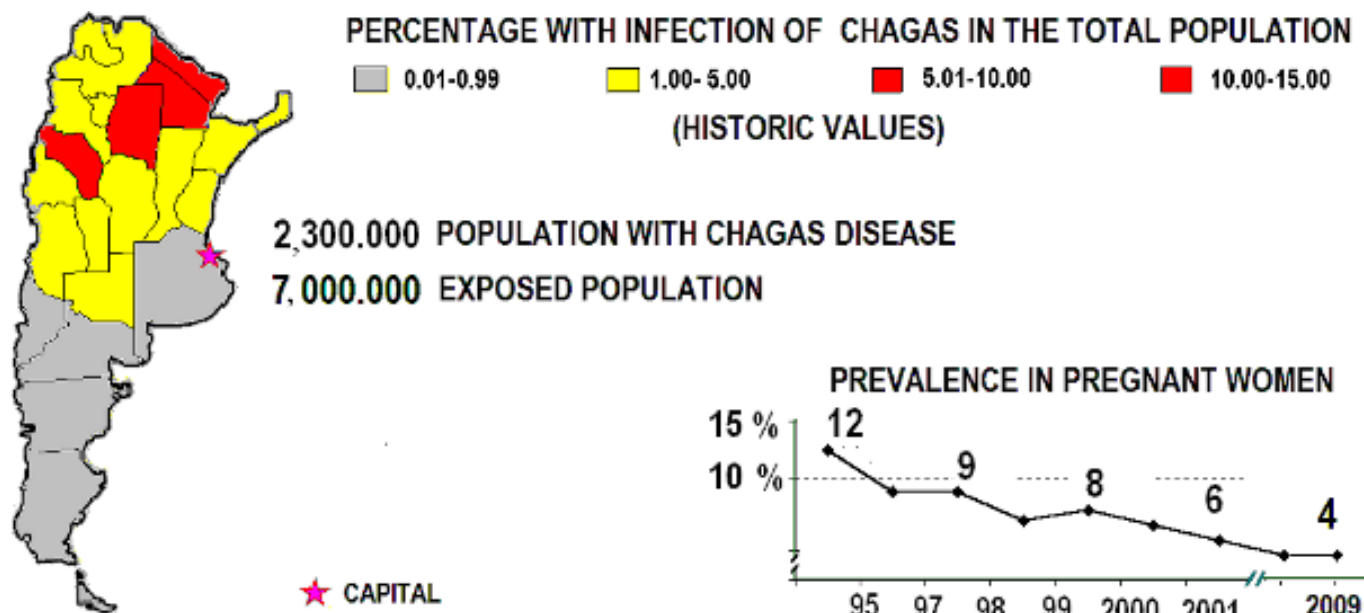 PERCENTAGE WITH INFECTION OF CHAGAS IN THE TOTAL POPULATION
0.01-0.99 1.00- 5.00 5.01-10.00 10.00-15.00
(HISTORIC VALUES)
2,300.000 POPULATION WITH CHAGAS DISEASE
7,000.000 EXPOSED POPULATION
PREVALENCE IN PREGNANT WOMEN
15 % 12
10 % 9 8 6 4
95 97 98 99 2000 2001 2009
CAPITAL